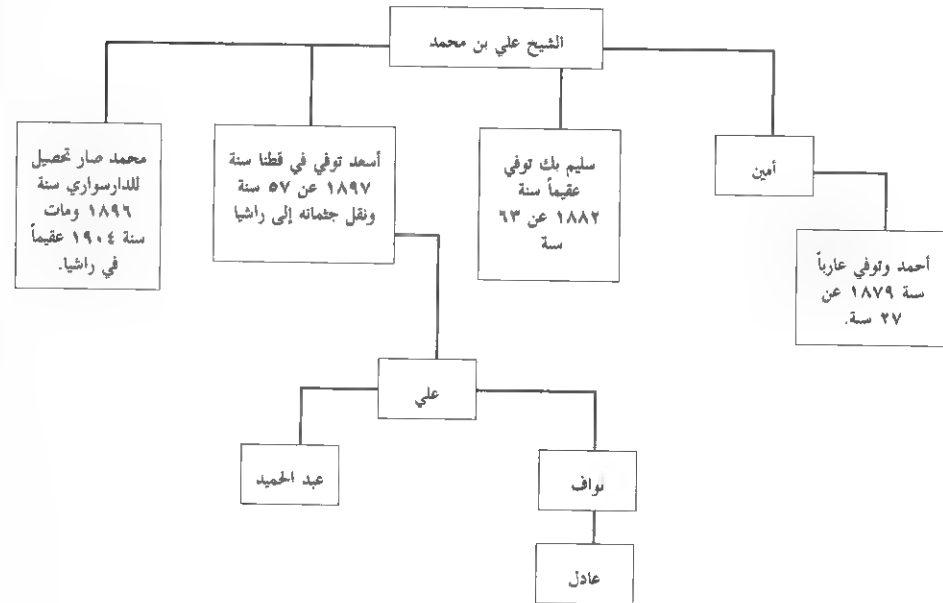 الشيخ علي بن محمد
أمين
سليم بك توفي
عقيماً سنة
١٨٨٢ عن ٦٣
سنة
أسعد توفي في قطنا سنة
١٨٩٧ عن ٥٧ سنة
ونقل جثمانه إلى راشيا
محمد صار تحصيل
للدارسواري سنة
١٨٩٦ ومات
سنة ١٩٠٤ عقيماً
في راشيا.
أحمد وتوفي عازباً
سنة ١٨٧٩ عن
٢٧ سنة.
علي
نواف
عبد الحميد
عادل